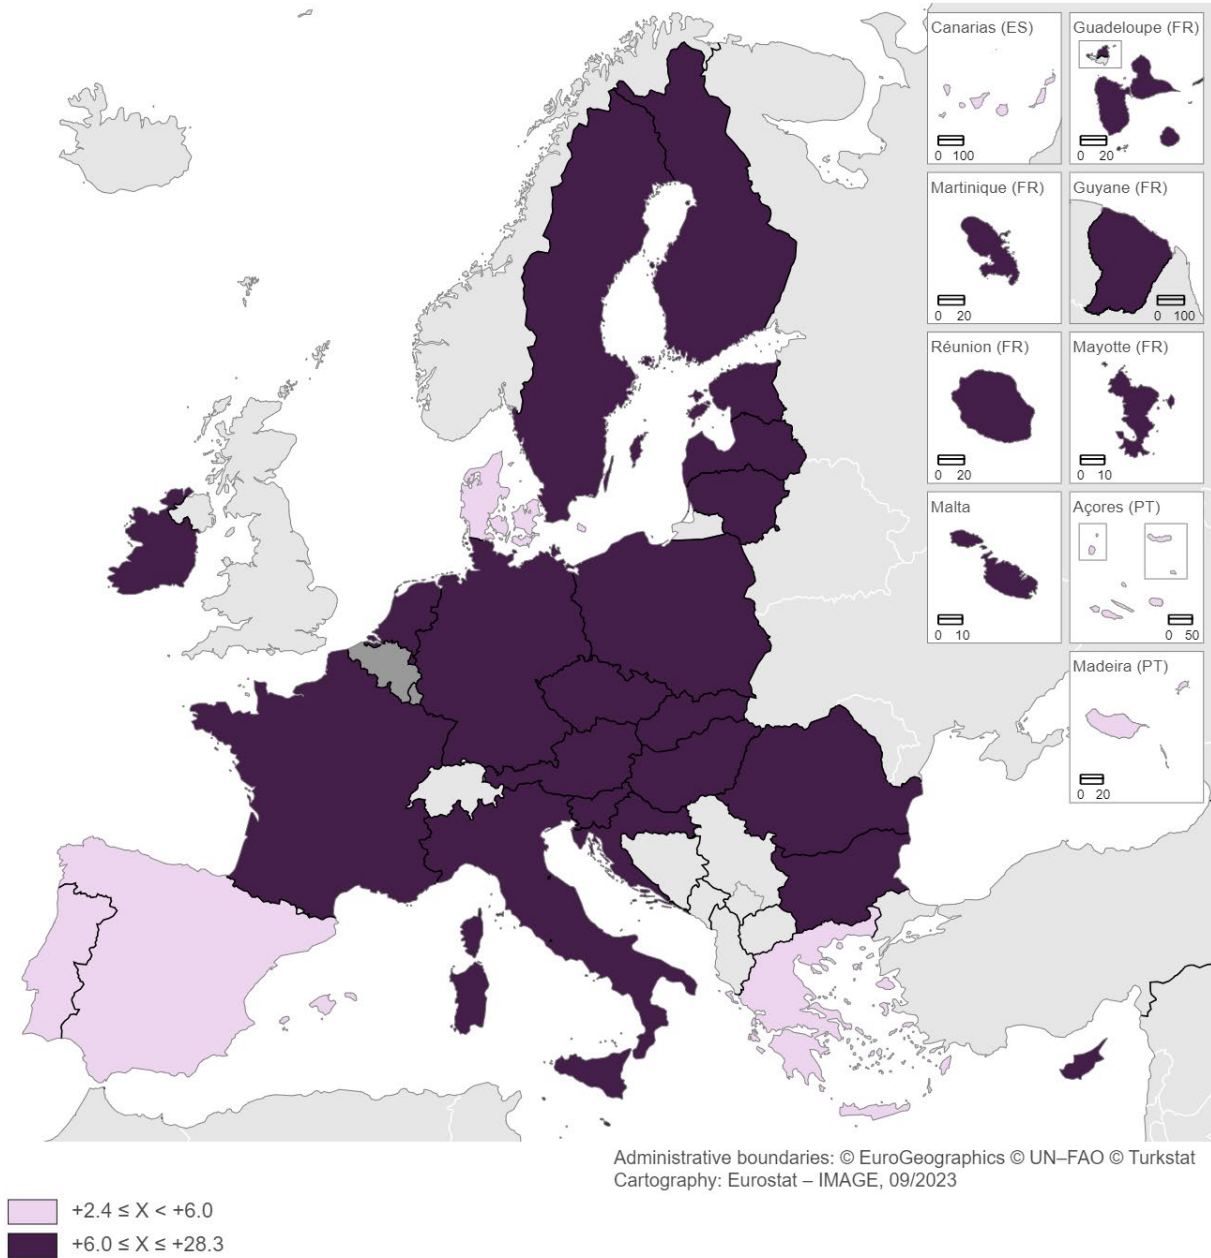 Canarias (ES)
0 100
Guadeloupe (FR)
0 20
Martinique (FR)
0 20
Guyane (FR)
0 100
Réunion (FR)
0 20
Mayotte (FR)
0 10
Malta
0 10
Açores (PT)
0 50
Madeira (PT)
0 20
Administrative boundaries: © EuroGeographics © UN–FAO © Turkstat
Cartography: Eurostat – IMAGE, 09/2023
+2.4 ≤ X < +6.0
+6.0 ≤ X ≤ +28.3